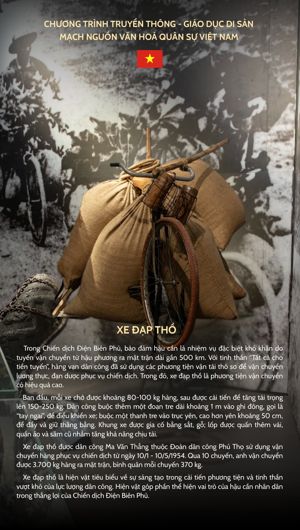 CHƯƠNG TRÌNH TRUYỀN THÔNG - GIÁO DỤC DI SẢN
MẠCH NGUỒN VĂN HOÁ QUÂN SỰ VIỆT NAM
XE ĐẠP THỒ
Trong Chiến dịch Điện Biên Phủ, bảo đảm hậu cần là nhiệm vụ đặc biệt khó khăn do
tuyến vận chuyển từ hậu phương ra mặt trận dài gần 500 km. Với tinh thần "Tất cả cho
tiền tuyến", hàng vạn dân công đã sử dụng các phương tiện vận tải thô sơ để vận chuyển
lương thực, đạn dược phục vụ chiến dịch. Trong đó, xe đạp thồ là phương tiện vận chuyển
có hiệu quả cao.
Ban đầu, mỗi xe chở được khoảng 80-100 kg hàng, sau được cải tiến để tăng tải trọng
lên 150-250 kg. Dân công buộc thêm một đoạn tre dài khoảng 1 m vào ghi đông, gọi là
"tay ngai", để điều khiển xe; buộc một thanh tre vào trục yên, cao hơn yên khoảng 50 cm,
để đẩy và giữ thăng bằng. Khung xe được gia cố bằng sắt, gỗ; lốp được quấn thêm vải,
quần áo và săm cũ nhằm tăng khả năng chịu tải.
Xe đạp thồ được dân công Ma Văn Thắng thuộc Đoàn dân công Phú Thọ sử dụng vận
chuyển hàng phục vụ chiến dịch từ ngày 10/1 - 10/5/1954. Qua 10 chuyến, anh vận chuyển
được 3.700 kg hàng ra mặt trận, bình quân mỗi chuyến 370 kg.
Xe đạp thồ là hiện vật tiêu biểu về sự sáng tạo trong cải tiến phương tiện và tinh thần
vượt khó của lực lượng dân công. Hiện vật góp phần thể hiện vai trò của hậu cần nhân dân
trong thắng lợi của Chiến dịch Điện Biên Phủ.